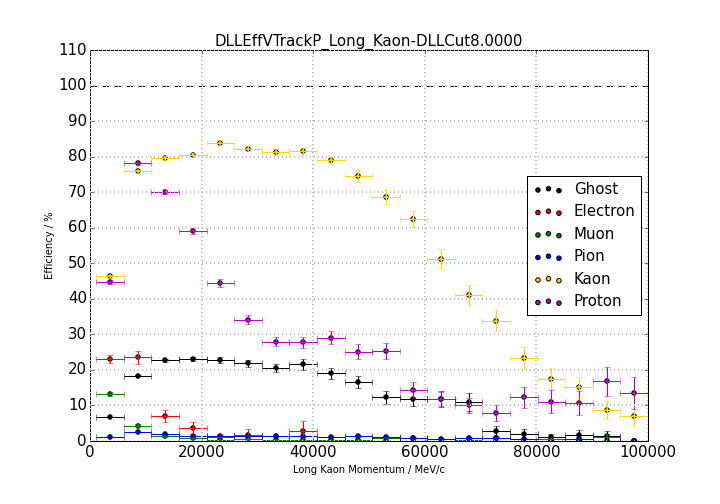 DLLEffVTrackP_Long_Kaon-DLLCut8.0000
110
100
90
80
70
60
50
40
30
20
10
0
Efficiency / %
Ghost
Electron
Muon
Pion
Kaon
Proton
0 20000 40000 60000 80000 100000
Long Kaon Momentum / MeV/c